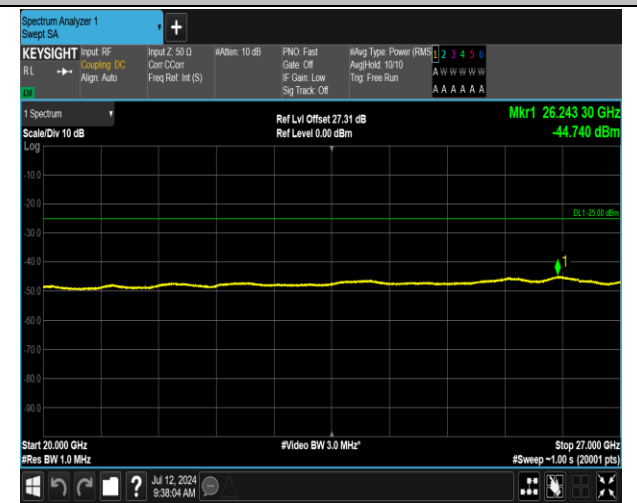 Spectrum Analyzer 1
Swept SA
+
KEYSIGHT
RL
LW
Input: RF
Coupling: DC
Align: Auto
Input Z: 50 Ω
Corr CCorr
Freq Ref: Int (S)
#Atten: 10 dB
PNO: Fast
Gate: Off
IF Gain: Low
Sig Track: Off
#Avg Type: Power (RMS
Avg|Hold: 10/10
Trig: Free Run
1 2 3 4 5 6
A W W W W W
A A A A A A
1 Spectrum
Scale/Div 10 dB
Log
Ref Lvl Offset 27.31 dB
Ref Level 0.00 dBm
Mkr1 26.243 30 GHz
-44.740 dBm
-10.0
-20.0
DL1 -25.00 dBm
-30.0
-40.0
1
-50.0
-60.0
-70.0
-80.0
-90.0
Start 20.000 GHz
#Res BW 1.0 MHz
#Video BW 3.0 MHz*
Stop 27.000 GHz
#Sweep ~1.00 s (20001 pts)
?
Jul 12, 2024
9:38:04 AM